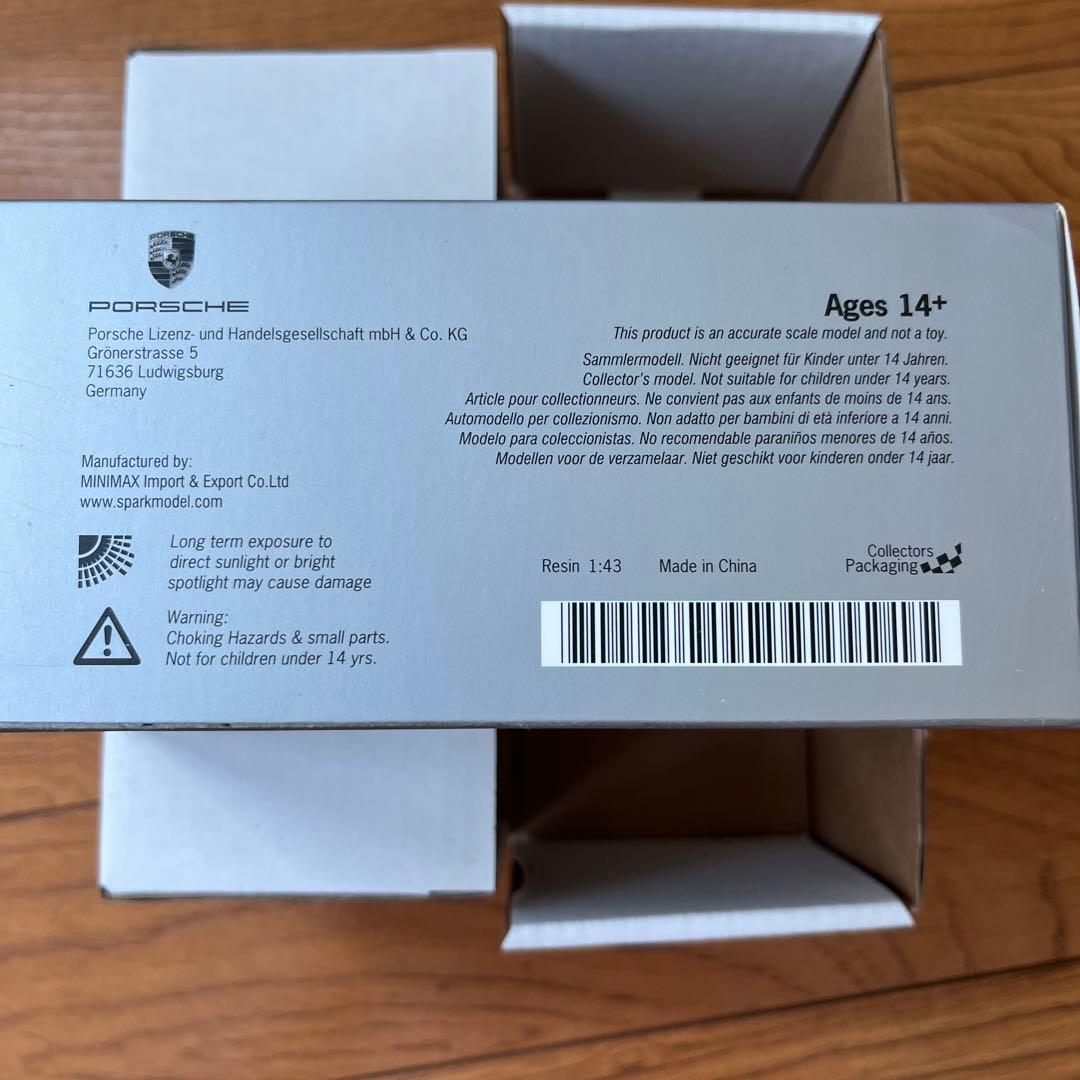 PORSCHE
PORSCHE
Porsche Lizenz- und Handelsgesellschaft mbH & Co. KG
Grönerstrasse 5
71636 Ludwigsburg
Germany
Manufactured by:
MINIMAX Import & Export Co.Ltd
www.sparkmodel.com
Long term exposure to
direct sunlight or bright
spotlight may cause damage
Warning:
Choking Hazards & small parts.
Not for children under 14 yrs.
Ages 14+
This product is an accurate scale model and not a toy.
Sammlermodell. Nicht geeignet für Kinder unter 14 Jahren.
Collector's model. Not suitable for children under 14 years.
Article pour collectionneurs. Ne convient pas aux enfants de moins de 14 ans.
Automodello per collezionismo. Non adatto per bambini di età inferiore a 14 anni.
Modelo para coleccionistas. No recomendable paraniños menores de 14 años.
Modellen voor de verzamelaar. Niet geschikt voor kinderen onder 14 jaar.
Resin 1:43 Made in China
Collectors
Packaging